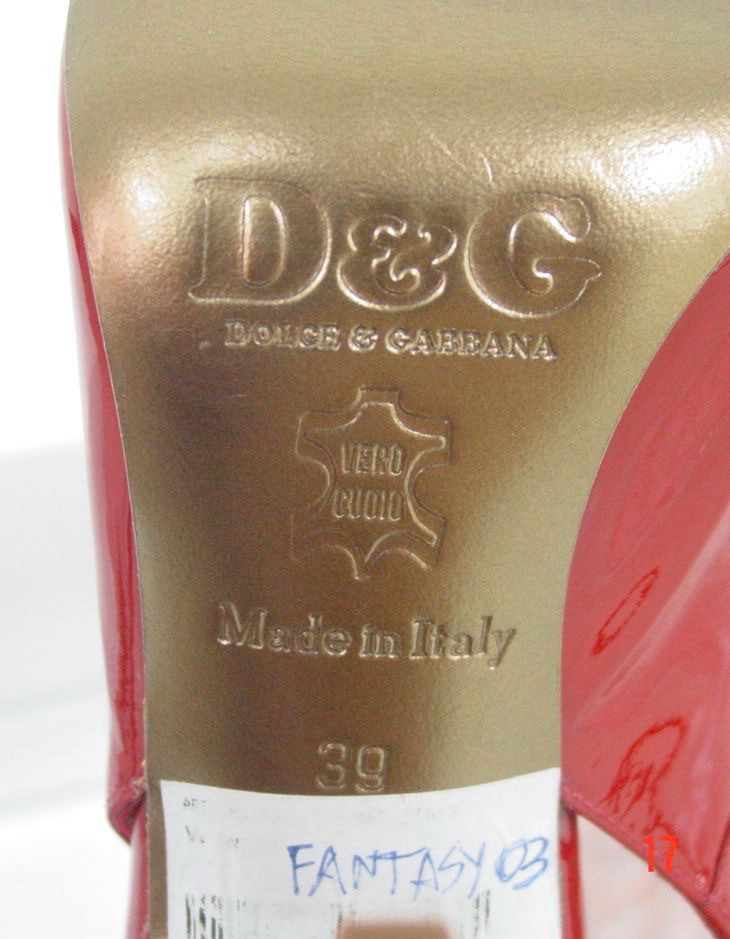 D&G
DOLCE & GABBANA
VERO
CUOIO
Made in Italy
39
FANTASY 03
17